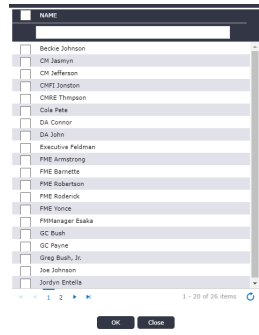 NAME
Beckie Johnson
CM Jasmyn
CM Jefferson
CMFI Jonston
CMRE Thmpson
Cola Pete
DA Connor
DA John
Executive Feldman
FME Armstrong
FME Barnette
FME Robertson
FME Roderick
FME Yonce
FMManager Esaka
GC Bush
GC Payne
Greg Bush, Jr.
Joe Johnson
Jordyn Entella
1 2 1 - 20 of 26 items
OK Close